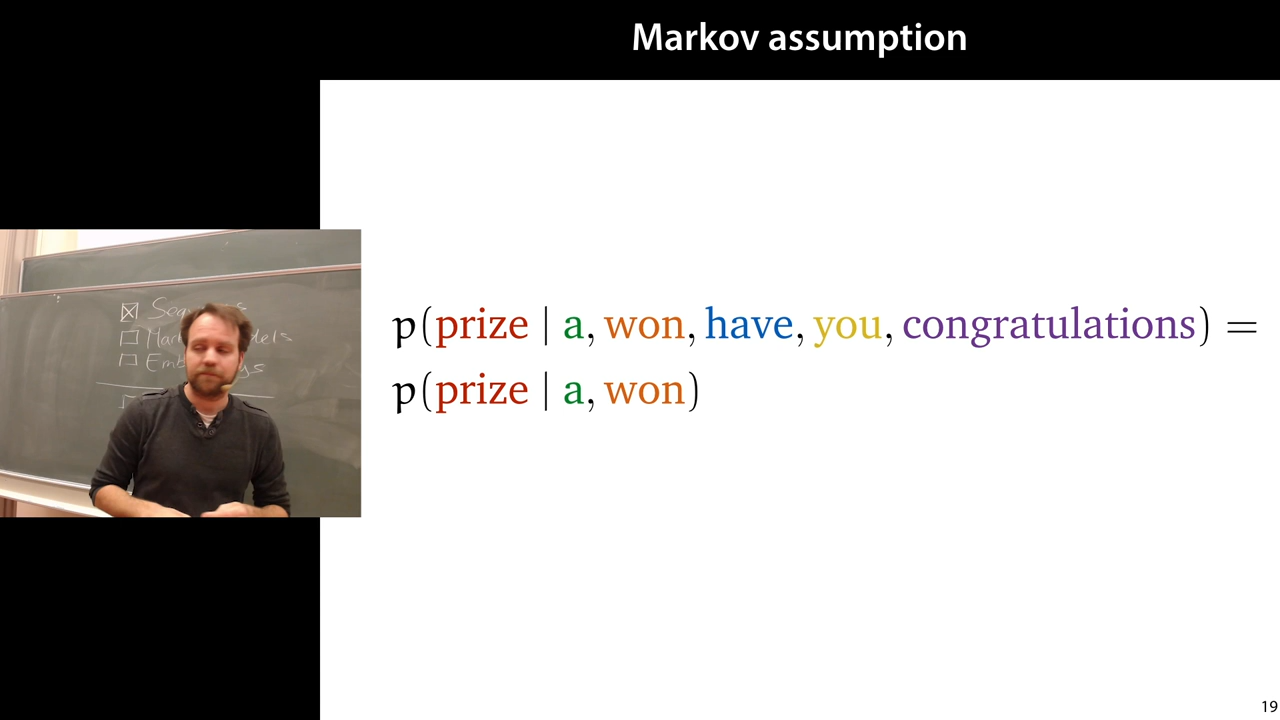 Markov assumption
p(prize | a, won, have, you, congratulations) =
p(prize | a, won)
19